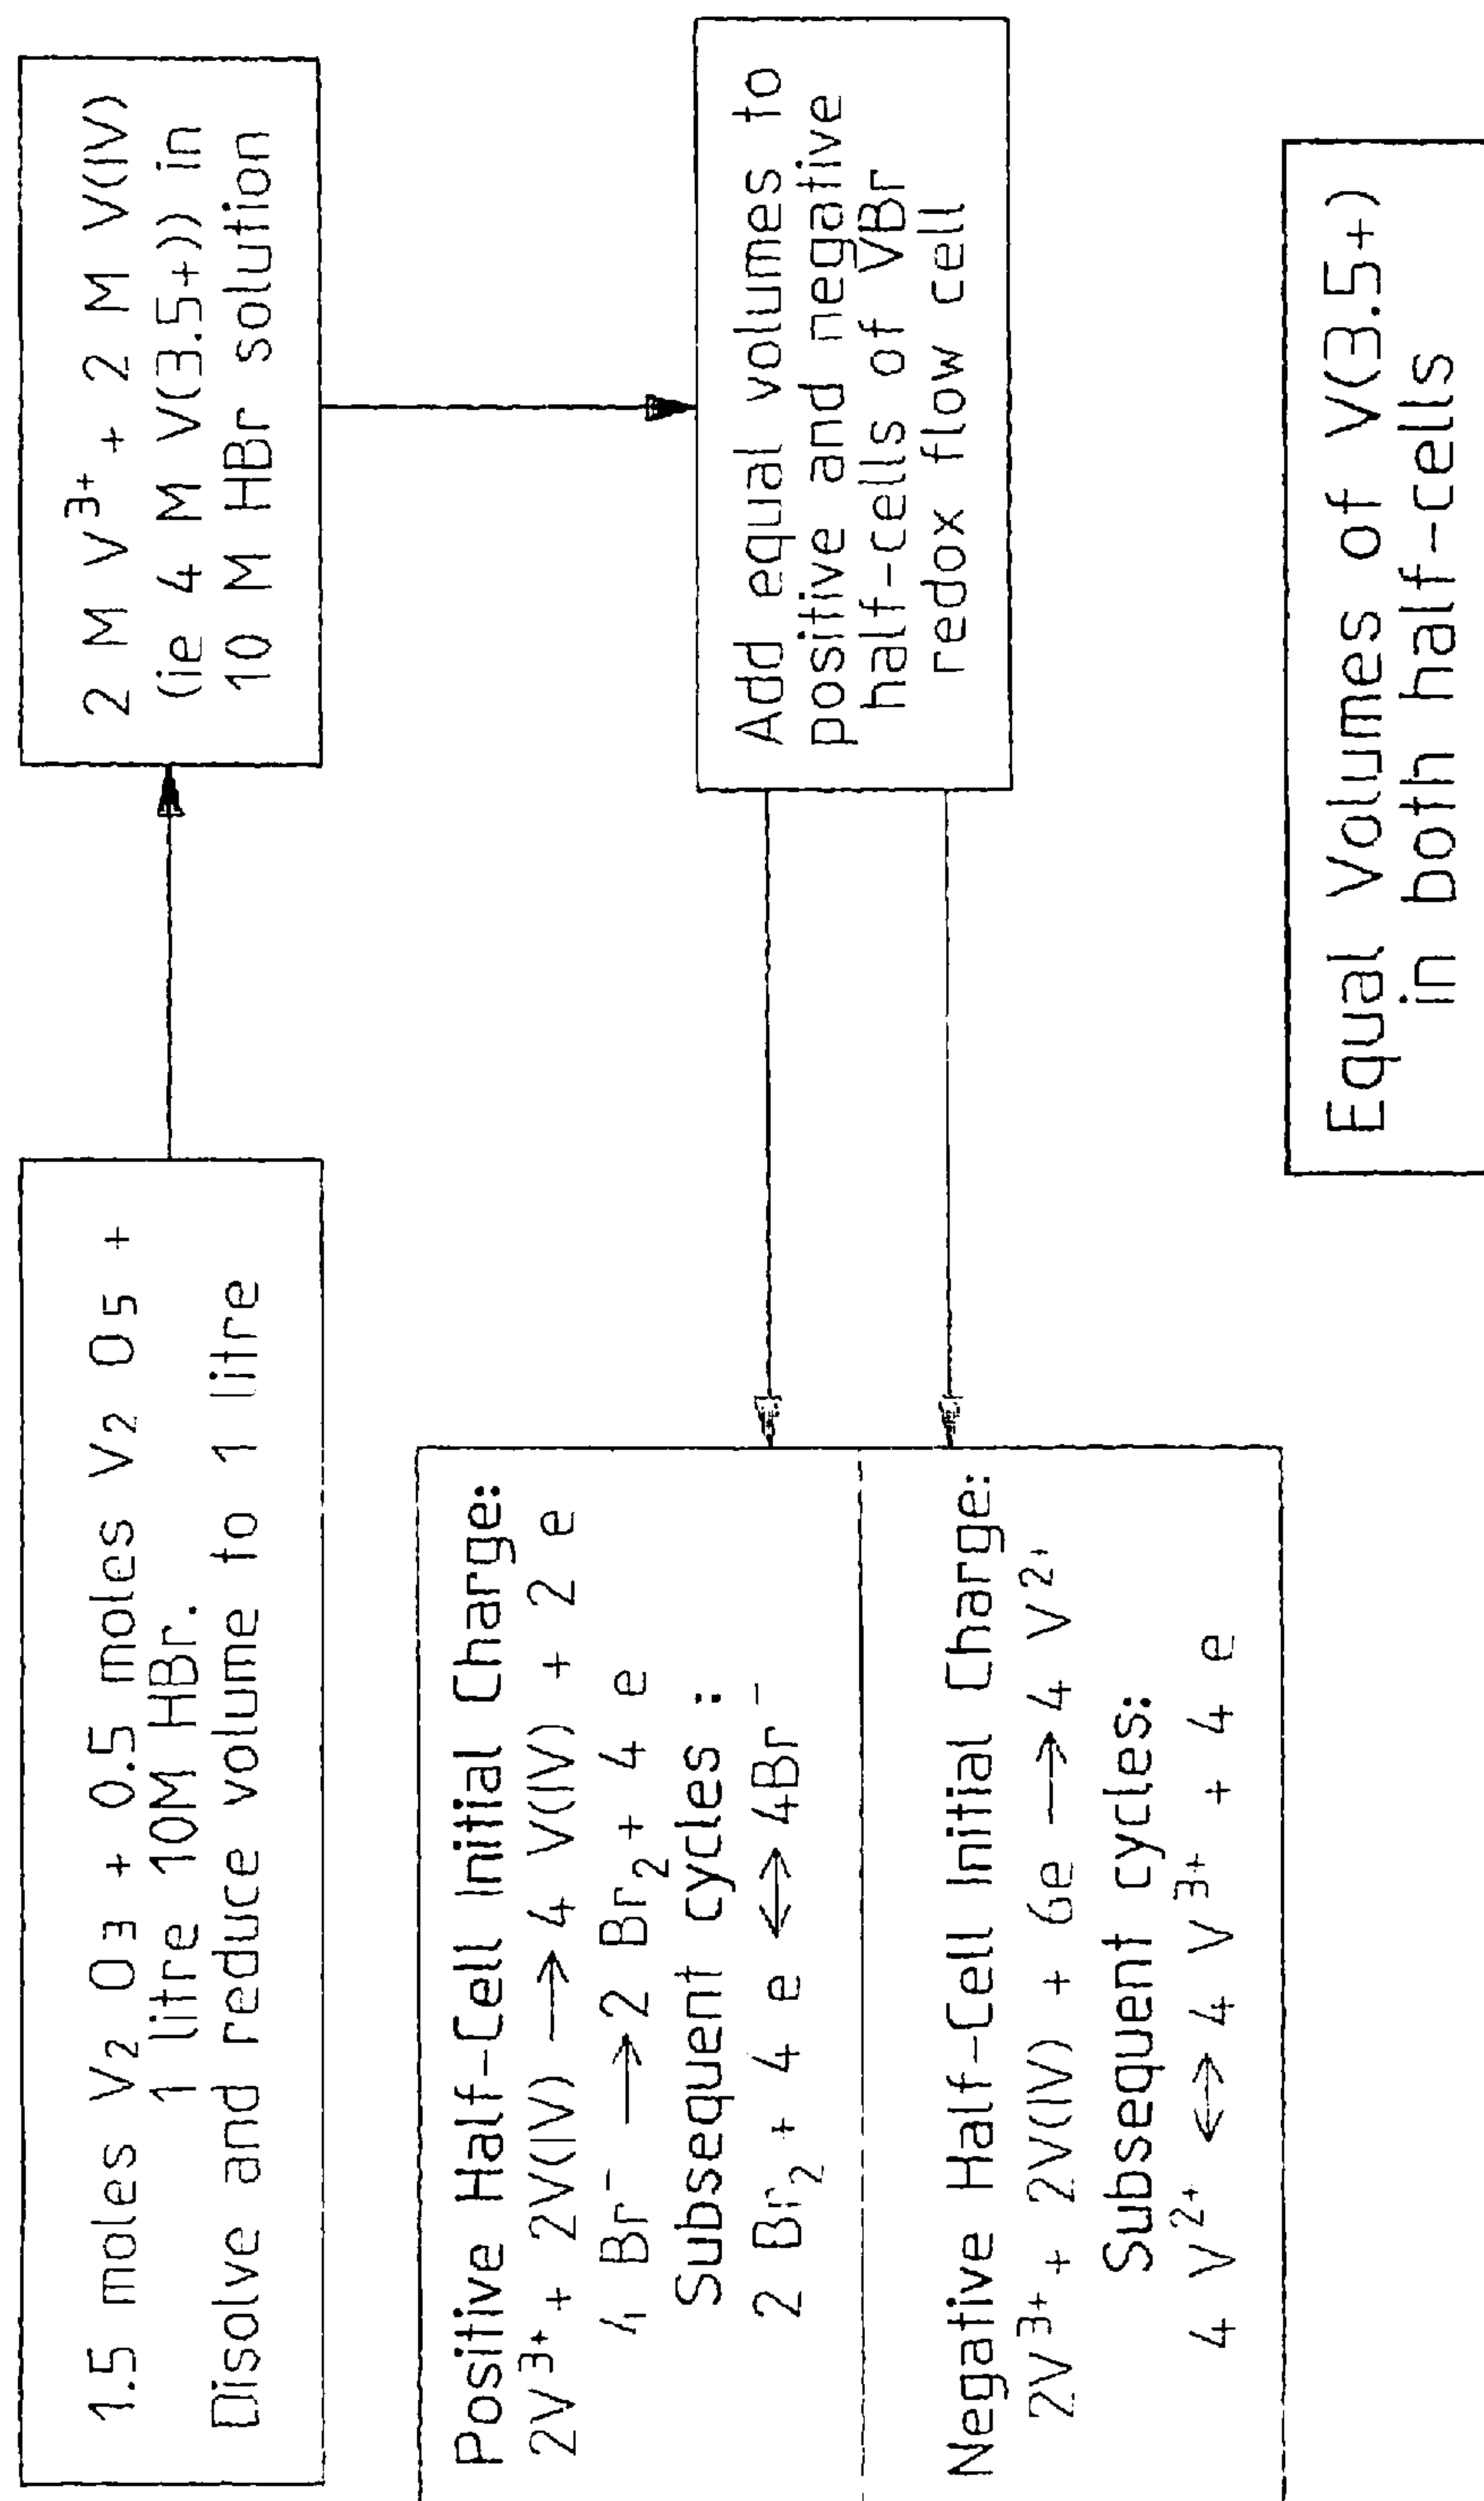 1.5 moles V₂ O₃ + 0.5 moles V₂ O₅ +
1 litre 10M HBr.
Disolve and reduce volume to 1 litre
2 M V³⁺ + 2 M V(IV)
(ie 4 M V(3.5+)) in
10 M HBr solution
Add equal volumes to
positive and negative
half-cells of VBr
redox flow cell
Positive Half-Cell Initial Charge:
2V³⁺ + 2V(IV) → 4 V(IV) + 2 e
4 Br⁻ → 2 Br₂ + 4 e
Subsequent cycles :
2 Br₂ + 4 e ↔ 4Br⁻
Negative Half-Cell Initial Charge:
2V³⁺ + 2V(IV) + 6e → 4 V²⁺
Subsequent cycles:
4 V²⁺ ↔ 4 V³⁺ + 4 e
Equal Volumes of V(3.5+)
in both half-cells